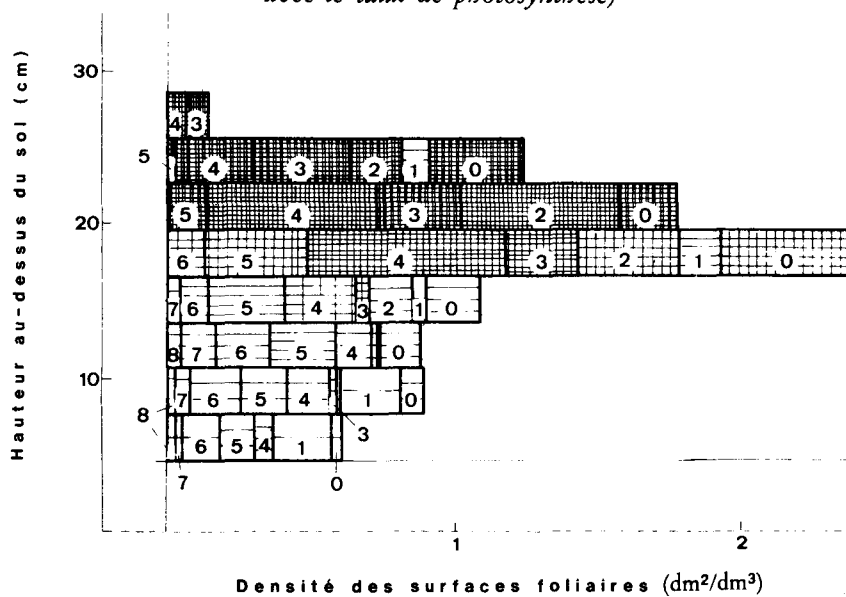 avec le taux de photosynthèse)
Hauteur au-dessus du sol (cm)
30
20
10
4 3
5
4 3 2 1 0
5 4 3 2 0
6 5 4 3 2 1 0
7 6 5 4 3 2 1 0
8 7 6 5 4 0
7 6 5 4 1 0
8
3
6 5 4 1
7
0
1
2
Densité des surfaces foliaires (dm²/dm³)